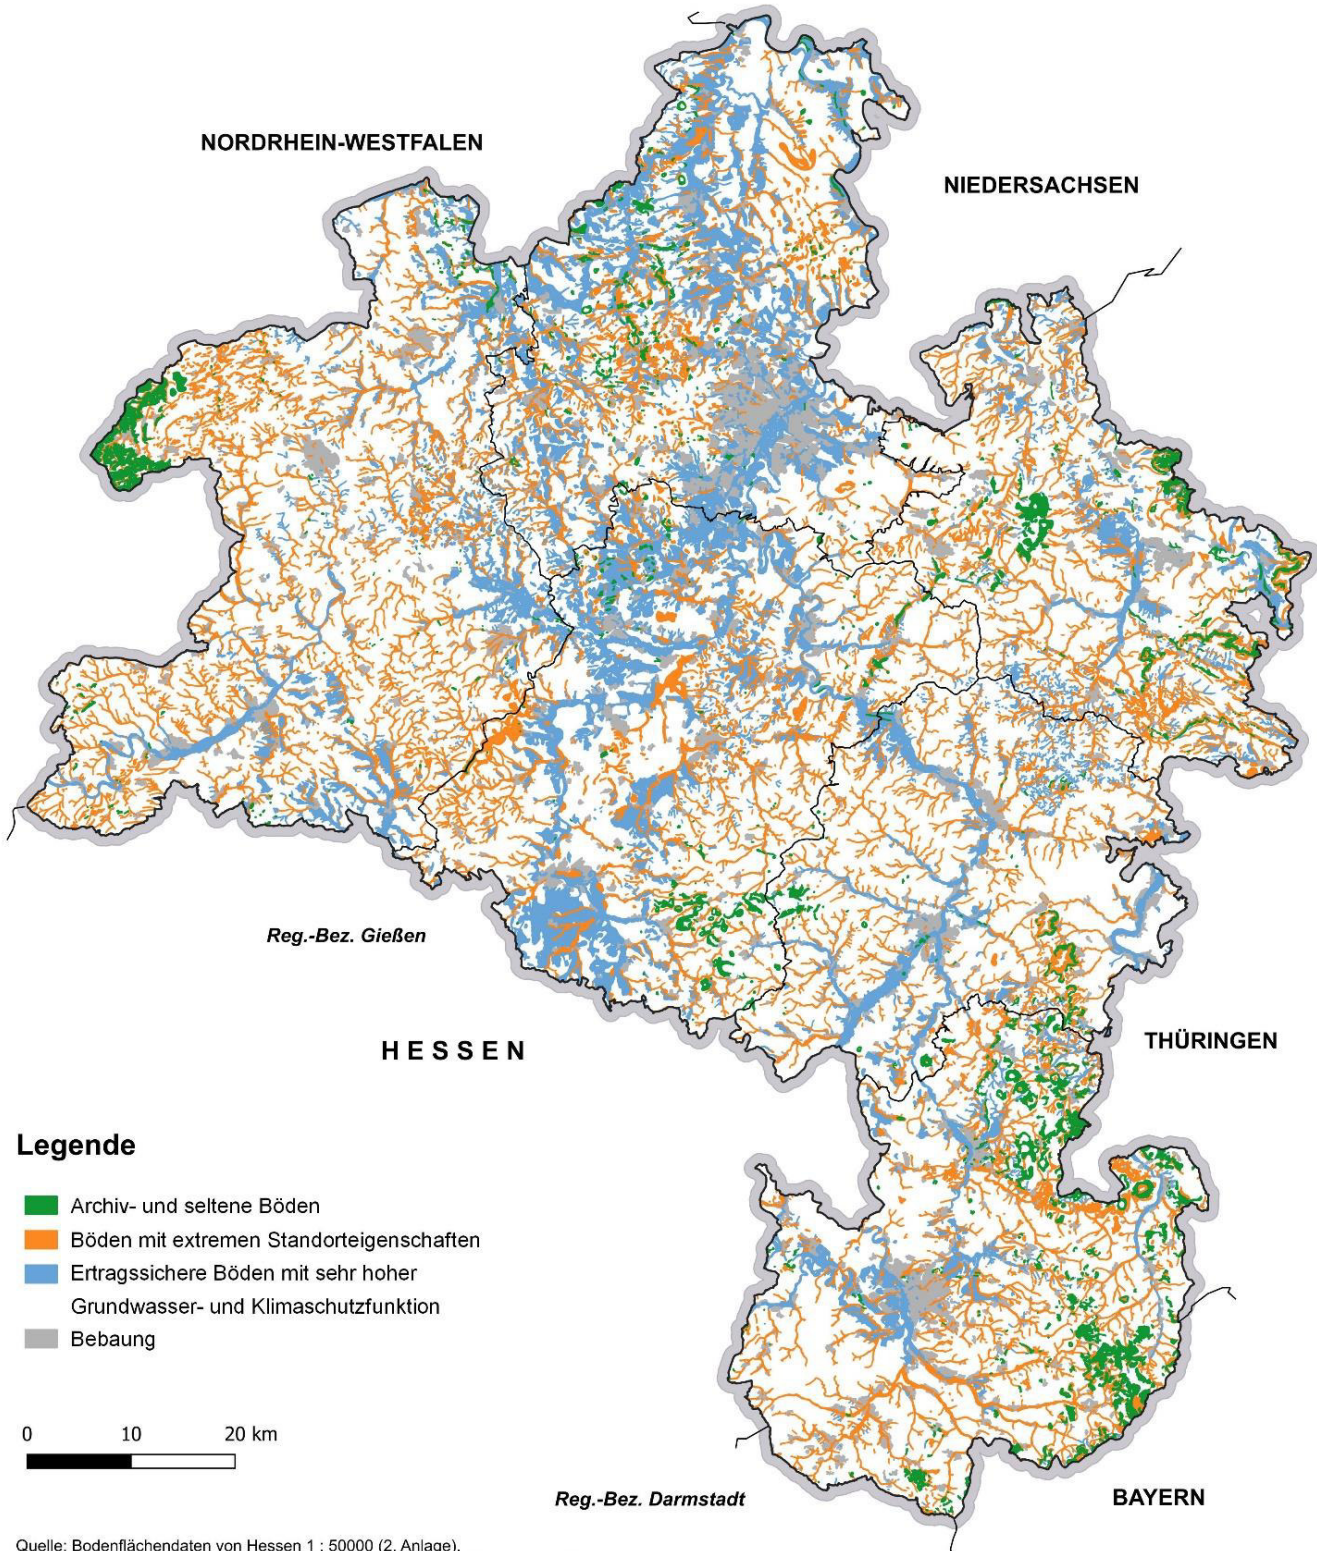 NORDRHEIN-WESTFALEN
NIEDERSACHSEN
Reg.-Bez. Gießen
HESSEN
THÜRINGEN
Legende
Archiv- und seltene Böden
Böden mit extremen Standorteigenschaften
Ertragssichere Böden mit sehr hoher
Grundwasser- und Klimaschutzfunktion
Bebaung
0 10 20 km
Reg.-Bez. Darmstadt
BAYERN
Quelle: Bodenflächendaten von Hessen 1 : 50000 (2. Anlage).